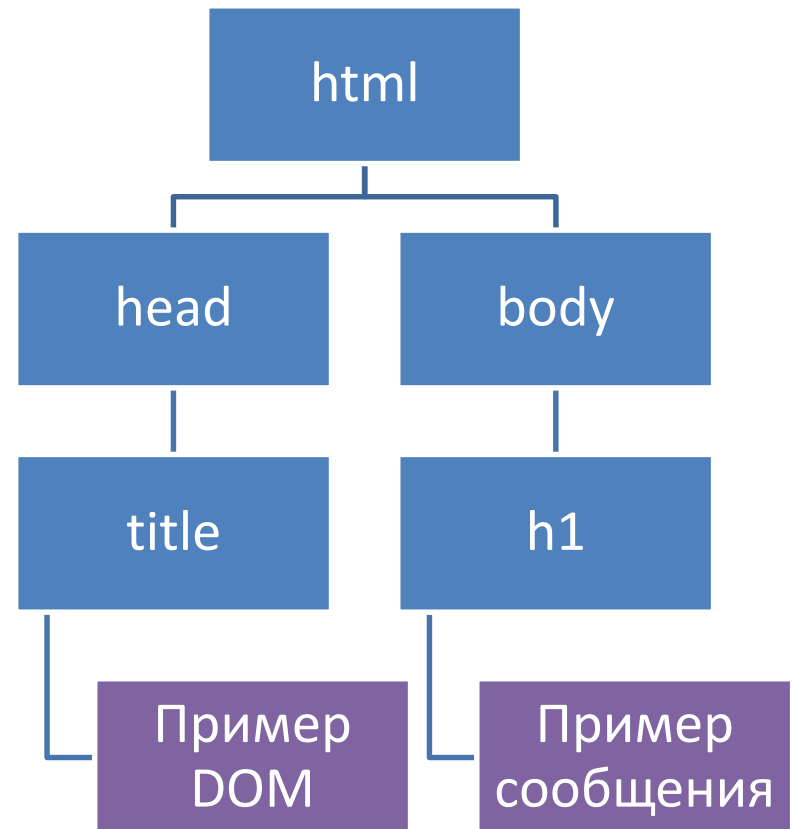 html
head
body
title
h1
Пример
DOM
Пример
сообщения